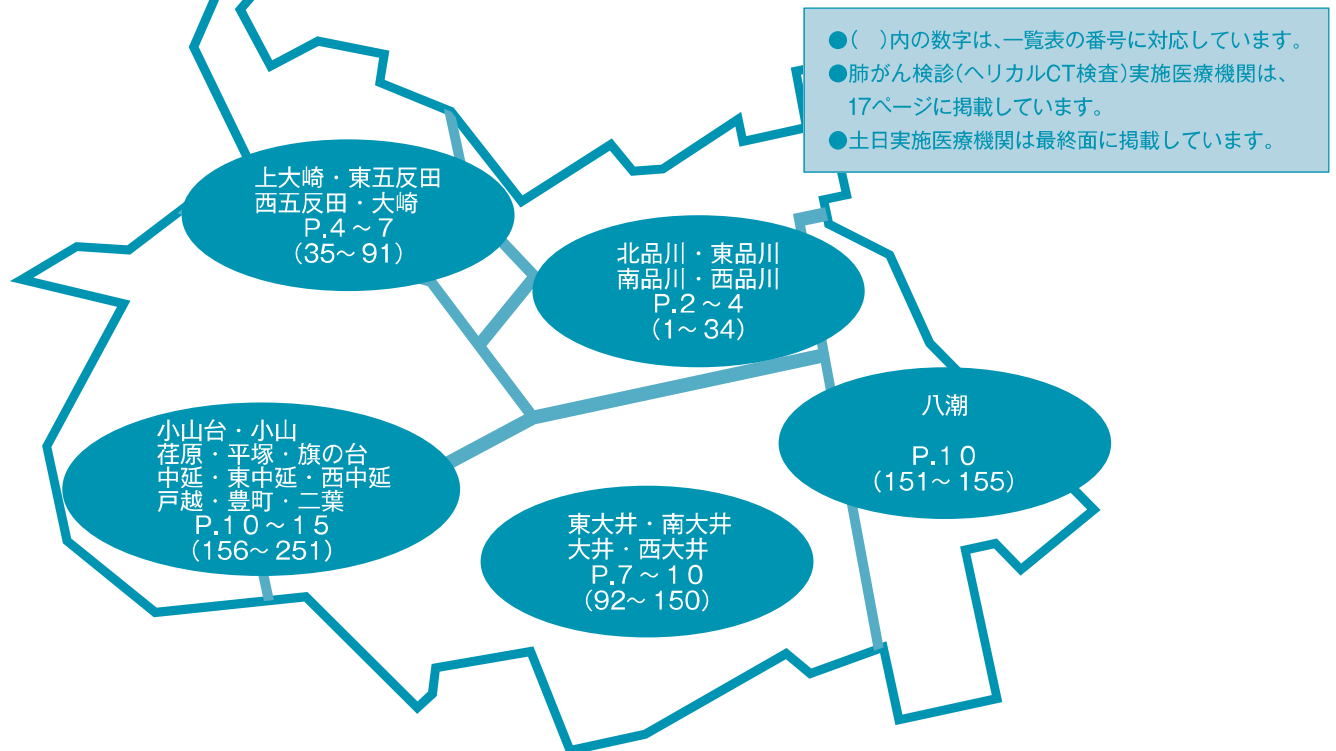 ●(　)内の数字は、一覧表の番号に対応しています。
●肺がん検診(ヘリカルCT検査)実施医療機関は、
17ページに掲載しています。
●土日実施医療機関は最終面に掲載しています。
上大崎・東五反田
西五反田・大崎
P.4～7
(35～91)
北品川・東品川
南品川・西品川
P.2～4
(1～34)
八潮
P.10
(151～155)
小山台・小山
荏原・平塚・旗の台
中延・東中延・西中延
戸越・豊町・二葉
P.10～15
(156～251)
東大井・南大井
大井・西大井
P.7～10
(92～150)